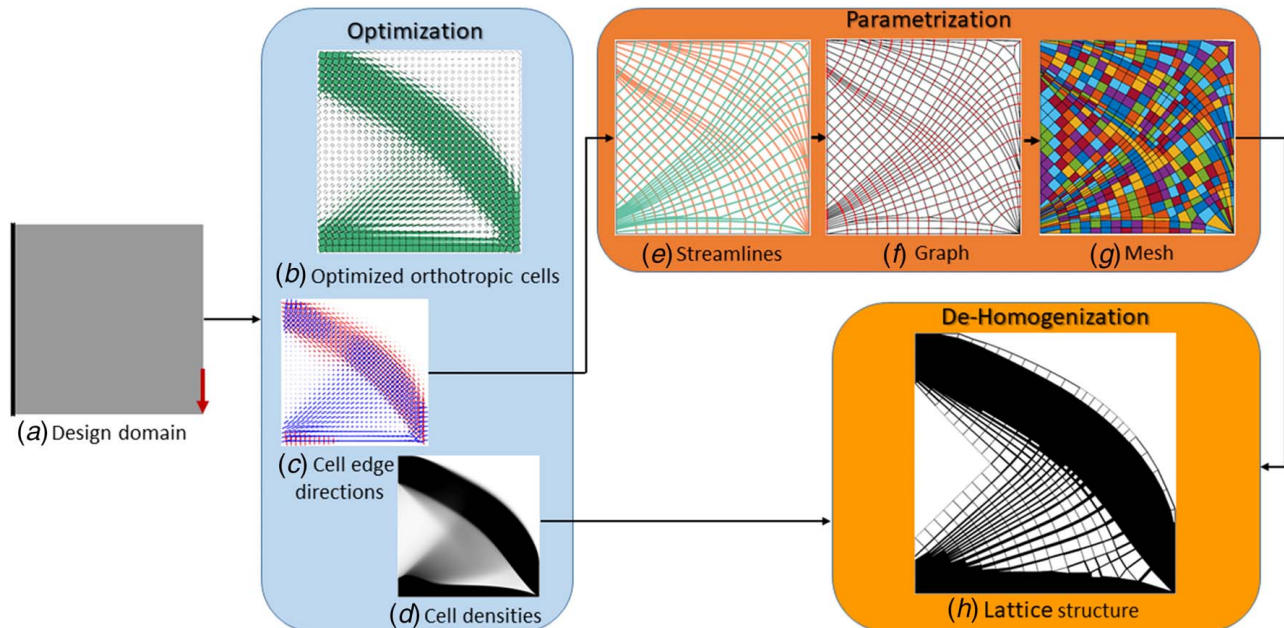 Optimization
Parametrization
(b) Optimized orthotropic cells
(e) Streamlines
(f) Graph
(g) Mesh
(a) Design domain
(c) Cell edge
directions
(d) Cell densities
De-Homogenization
(h) Lattice structure